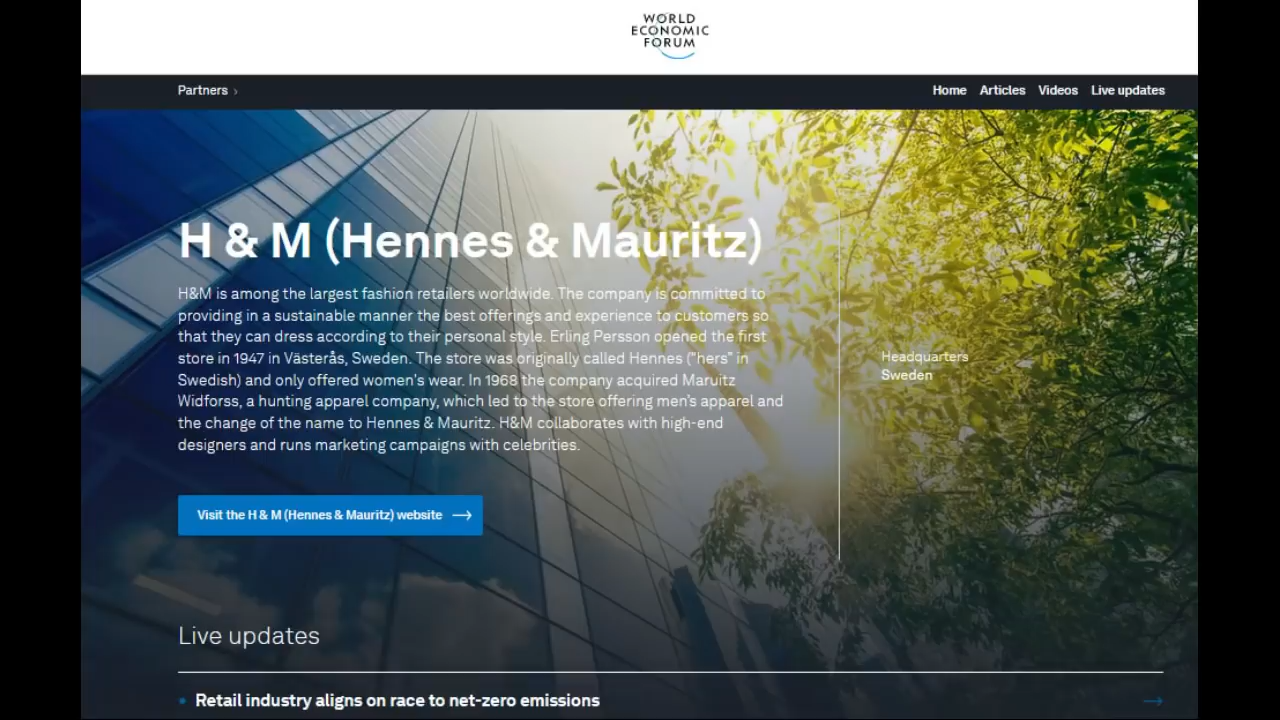 WORLD
ECONOMIC
FORUM
Partners ›
Home Articles Videos Live updates
H & M (Hennes & Mauritz)
H&M is among the largest fashion retailers worldwide. The company is committed to
providing in a sustainable manner the best offerings and experience to customers so
that they can dress according to their personal style. Erling Persson opened the first
store in 1947 in Västerås, Sweden. The store was originally called Hennes ("hers" in
Swedish) and only offered women's wear. In 1968 the company acquired Maruitz
Widforss, a hunting apparel company, which led to the store offering men's apparel and
the change of the name to Hennes & Mauritz. H&M collaborates with high-end
designers and runs marketing campaigns with celebrities.
Headquarters
Sweden
Visit the H & M (Hennes & Mauritz) website
Live updates
Retail industry aligns on race to net-zero emissions